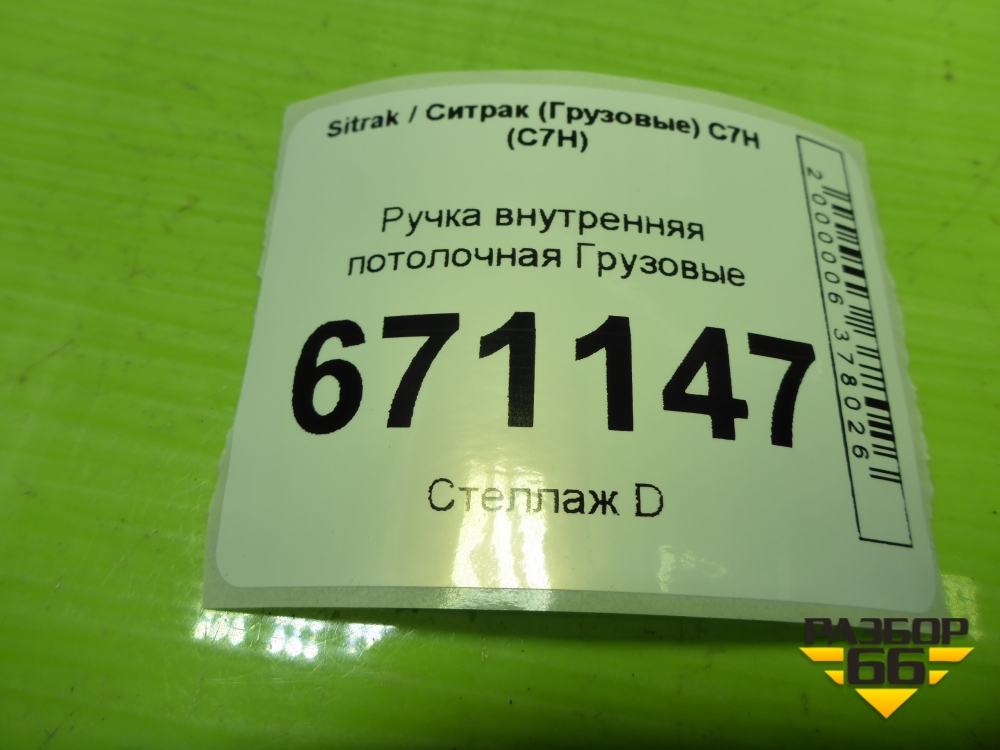 Sitrak / Ситрак (Грузовые) C7H
(C7H)
Ручка внутренняя
потолочная Грузовые
671147
Стеллаж D
2000006378026
РАЗБОР
66